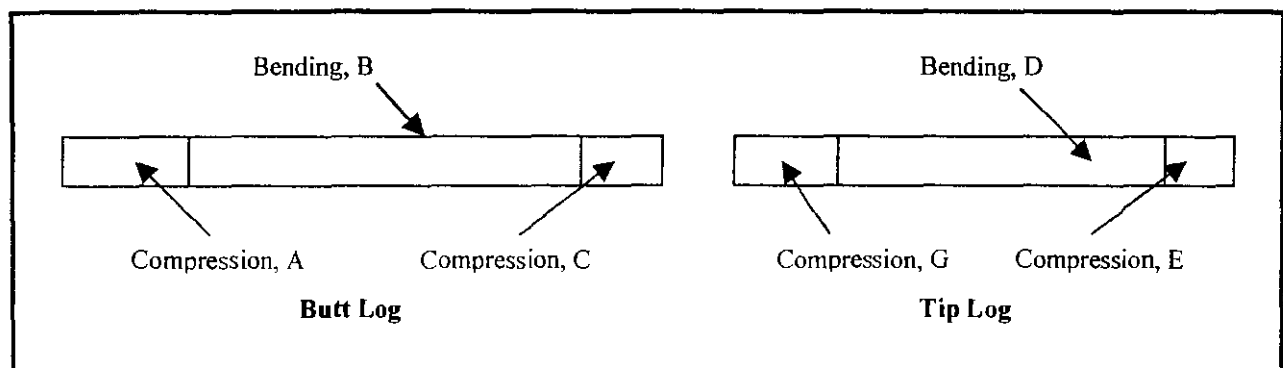 Bending, B Bending, D
Compression, A Compression, C Compression, G Compression, E
Butt Log Tip Log